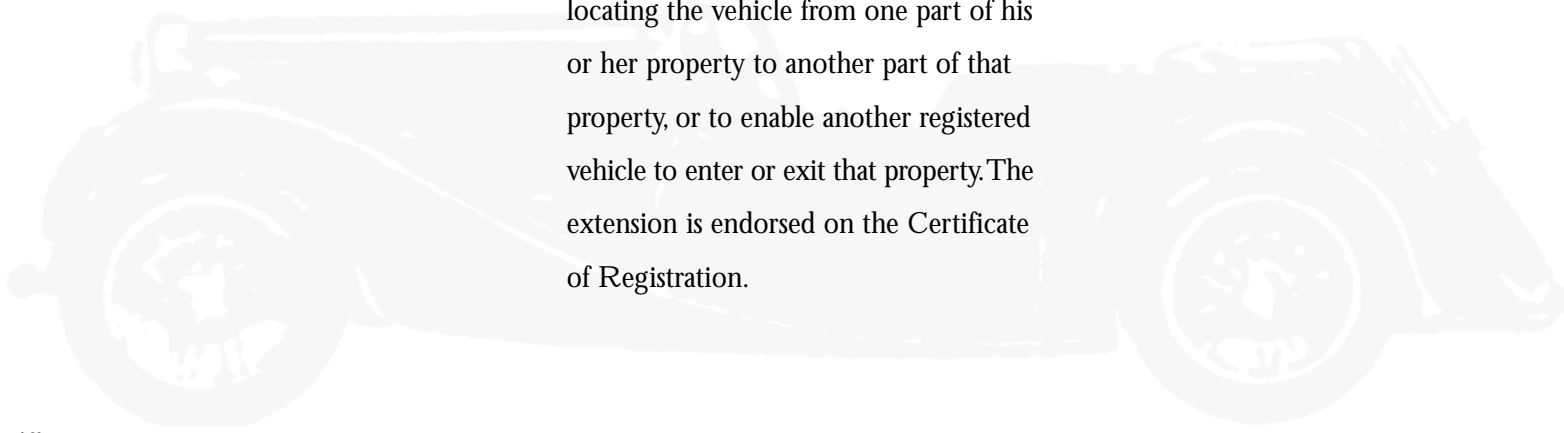 locating the vehicle from one part of his
or her property to another part of that
property, or to enable another registered
vehicle to enter or exit that property. The
extension is endorsed on the Certificate
of Registration.